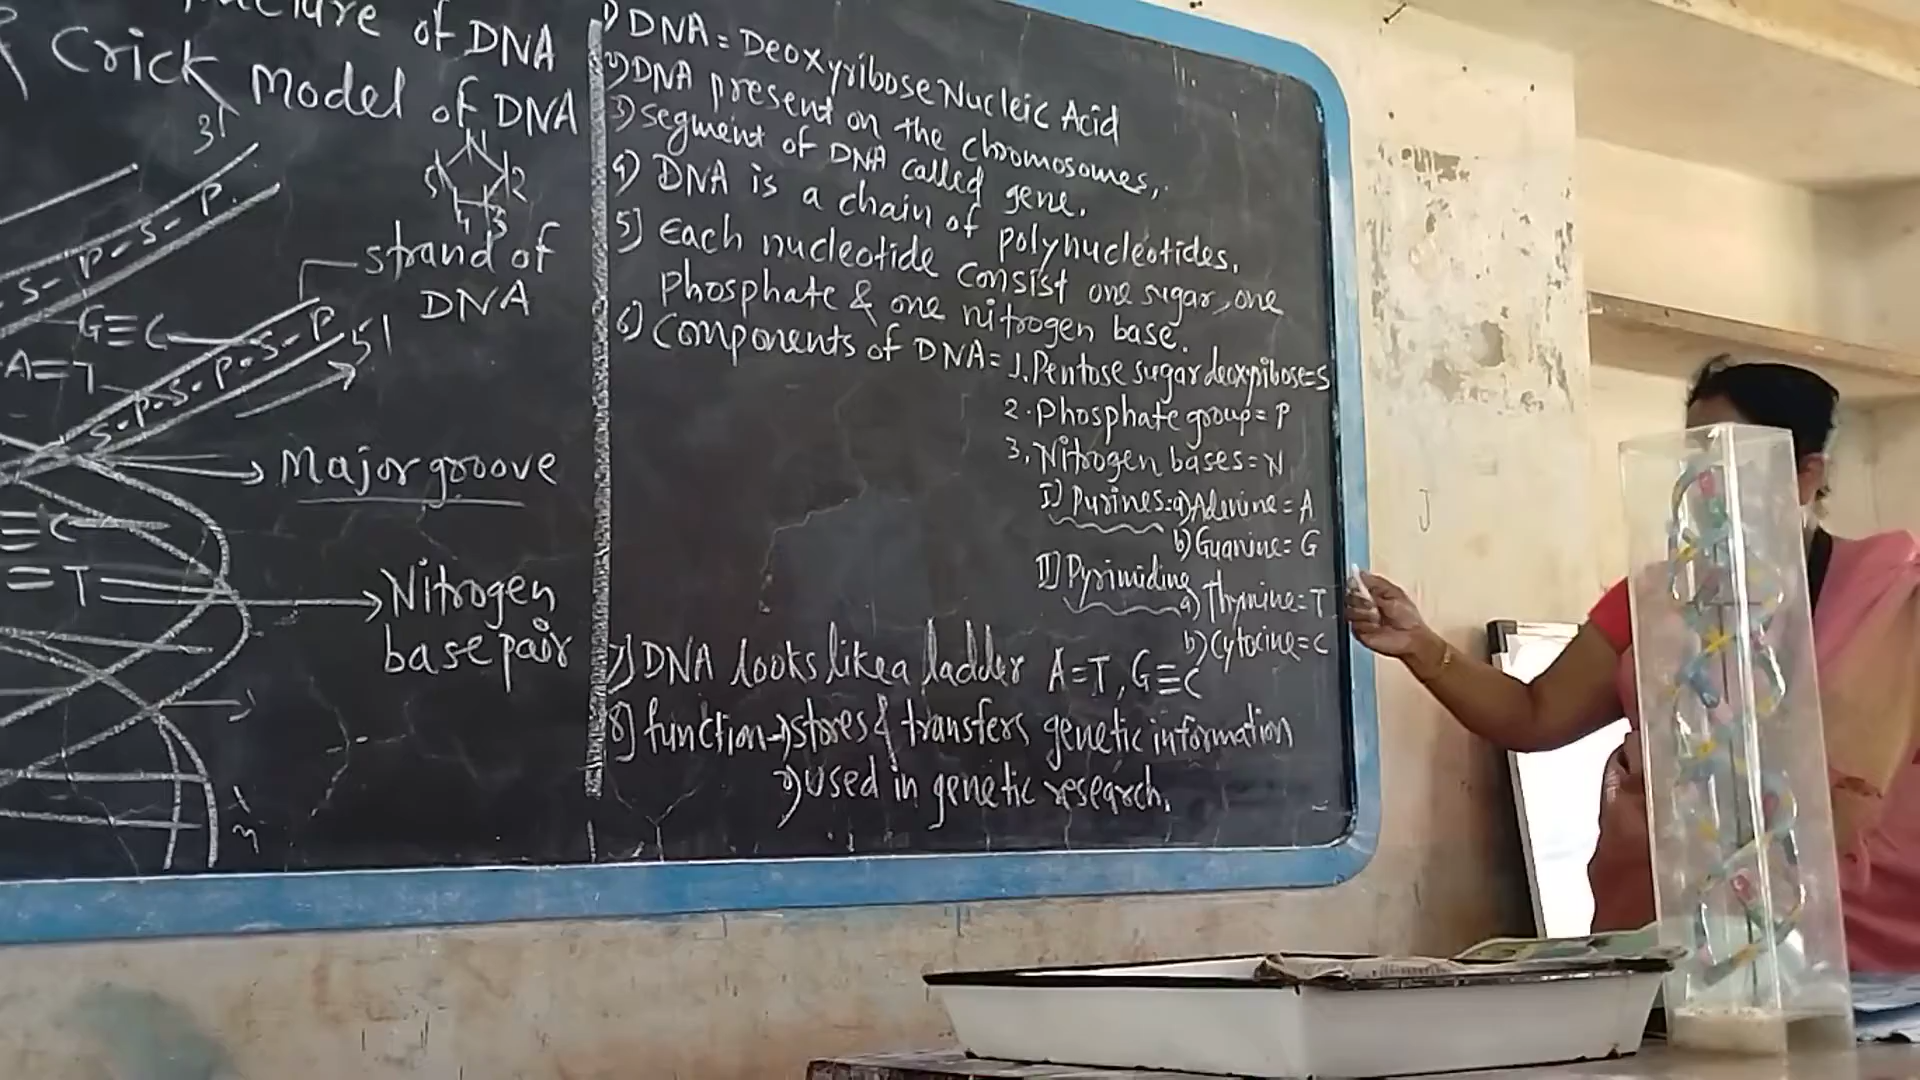 of DNA
Crick Model of DNA
3'
N
5 2
4 3
S-P-S-P
strand of
DNA
G≡C
S-P-S-P-S-P
5'
A=T
Major groove
≡C
=T
Nitrogen
base pair
1) DNA = Deoxyribose Nucleic Acid
2) DNA present on the chromosomes,
3) segment of DNA called gene.
4) DNA is a chain of polynucleotides.
5] Each nucleotide consist one sugar, one
phosphate & one nitrogen base.
6) Components of DNA = 1. Pentose sugar deoxyribose=S
2. Phosphate group = P
3. Nitrogen bases = N
I) Purines = a) Adenine = A
b) Guanine = G
II] Pyrimidine
a) Thymine = T
b) Cytocine = C
7) DNA looks like a ladder A=T, G≡C
8] function → stores & transfers genetic information
2) used in genetic research.